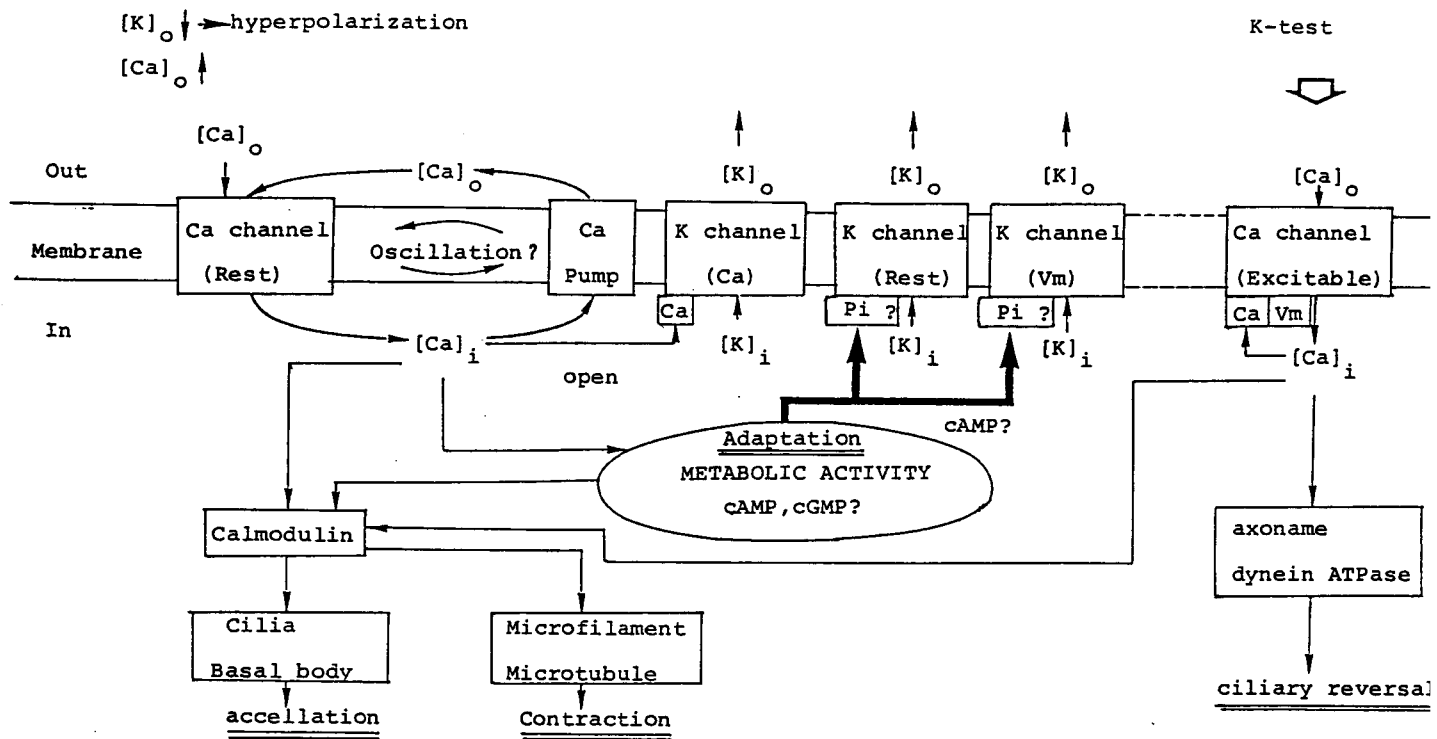 [K]o ↓ → hyperpolarization
[Ca]o ↑
K-test
[Ca]o
Out
[Ca]o
[K]o
[K]o
[K]o
[Ca]o
Membrane
Ca channel
(Rest)
Oscillation?
Ca
Pump
K channel
(Ca)
K channel
(Rest)
K channel
(Vm)
Ca channel
(Excitable)
In
Ca
Pi ?
Pi ?
Ca
Vm
[Ca]i
[K]i
[K]i
[K]i
[Ca]i
open
cAMP?
Adaptation
METABOLIC ACTIVITY
cAMP,cGMP?
Calmodulin
axoname
dynein ATPase
Cilia
Basal body
Microfilament
Microtubule
accellation
Contraction
ciliary reversal